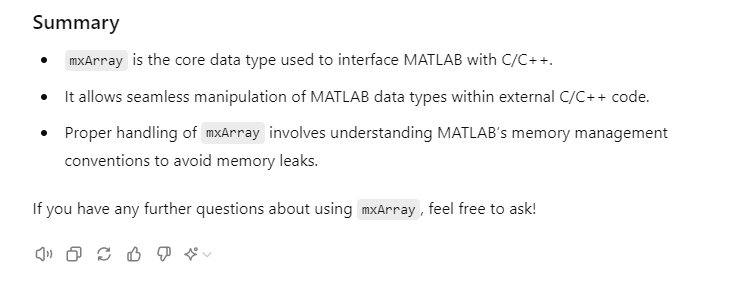 Summary
mxArray is the core data type used to interface MATLAB with C/C++.
It allows seamless manipulation of MATLAB data types within external C/C++ code.
Proper handling of mxArray involves understanding MATLAB's memory management
conventions to avoid memory leaks.
If you have any further questions about using mxArray, feel free to ask!